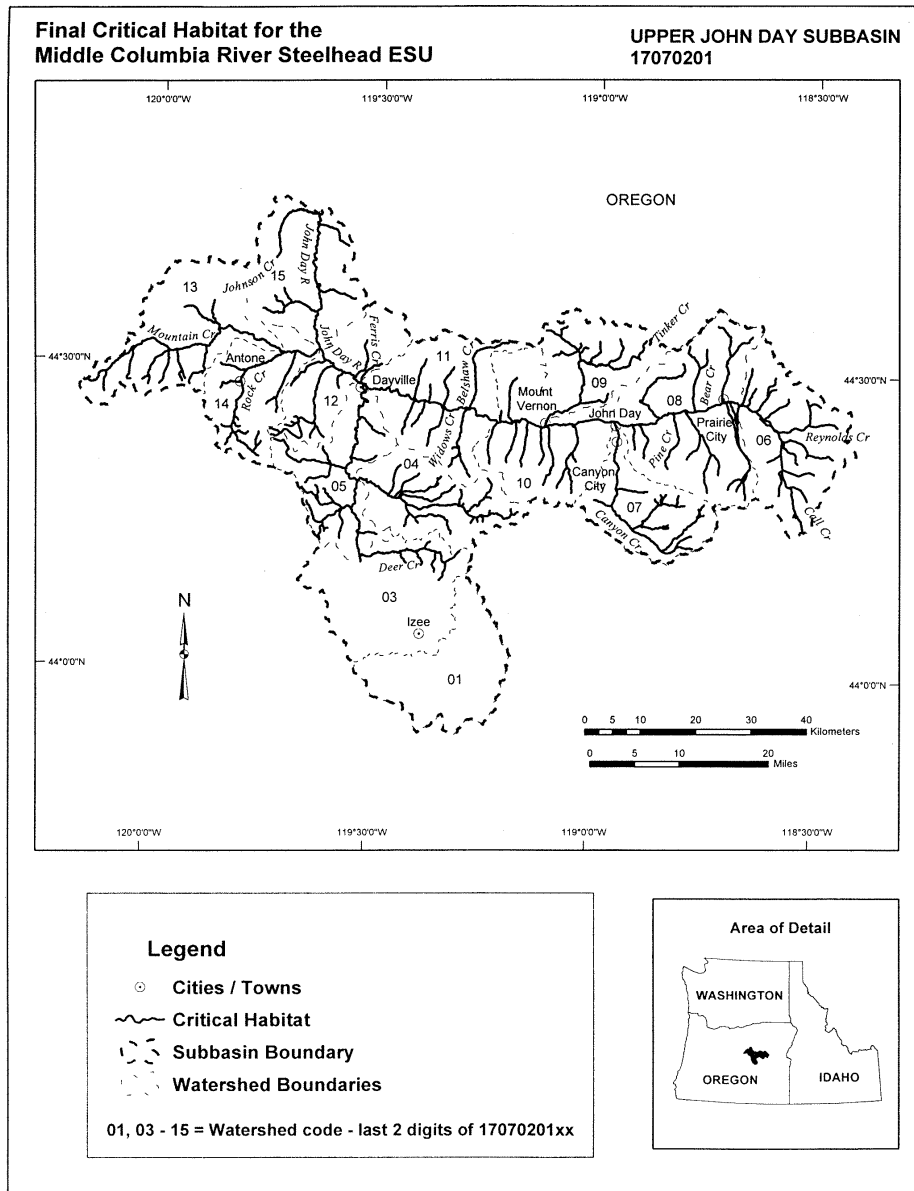 Final Critical Habitat for the
Middle Columbia River Steelhead ESU
UPPER JOHN DAY SUBBASIN
17070201
120°0'0"W
119°30'0"W
119°0'0"W
118°30'0"W
OREGON
John Day R
Johnson Cr
15
13
Mountain Cr
John Day R
Ferris Cr
Tinker Cr
44°30'0"N
44°30'0"N
Antone
Dayville
11
Belshaw Cr
Mount
Vernon
09
Bear Cr
14
Rock Cr
12
John Day
08
Prairie
City
06
Reynolds Cr
Widows Cr
04
Pine Cr
05
10
Canyon
City
07
Canyon Cr
Call Cr
Deer Cr
03
N
Izee
44°0'0"N
01
44°0'0"N
0 5 10 20 30 40
Kilometers
0 5 10 20
Miles
120°0'0"W
119°30'0"W
119°0'0"W
118°30'0"W
Legend
Cities / Towns
Critical Habitat
Subbasin Boundary
Watershed Boundaries
01, 03 - 15 = Watershed code - last 2 digits of 17070201xx
Area of Detail
WASHINGTON
OREGON
IDAHO